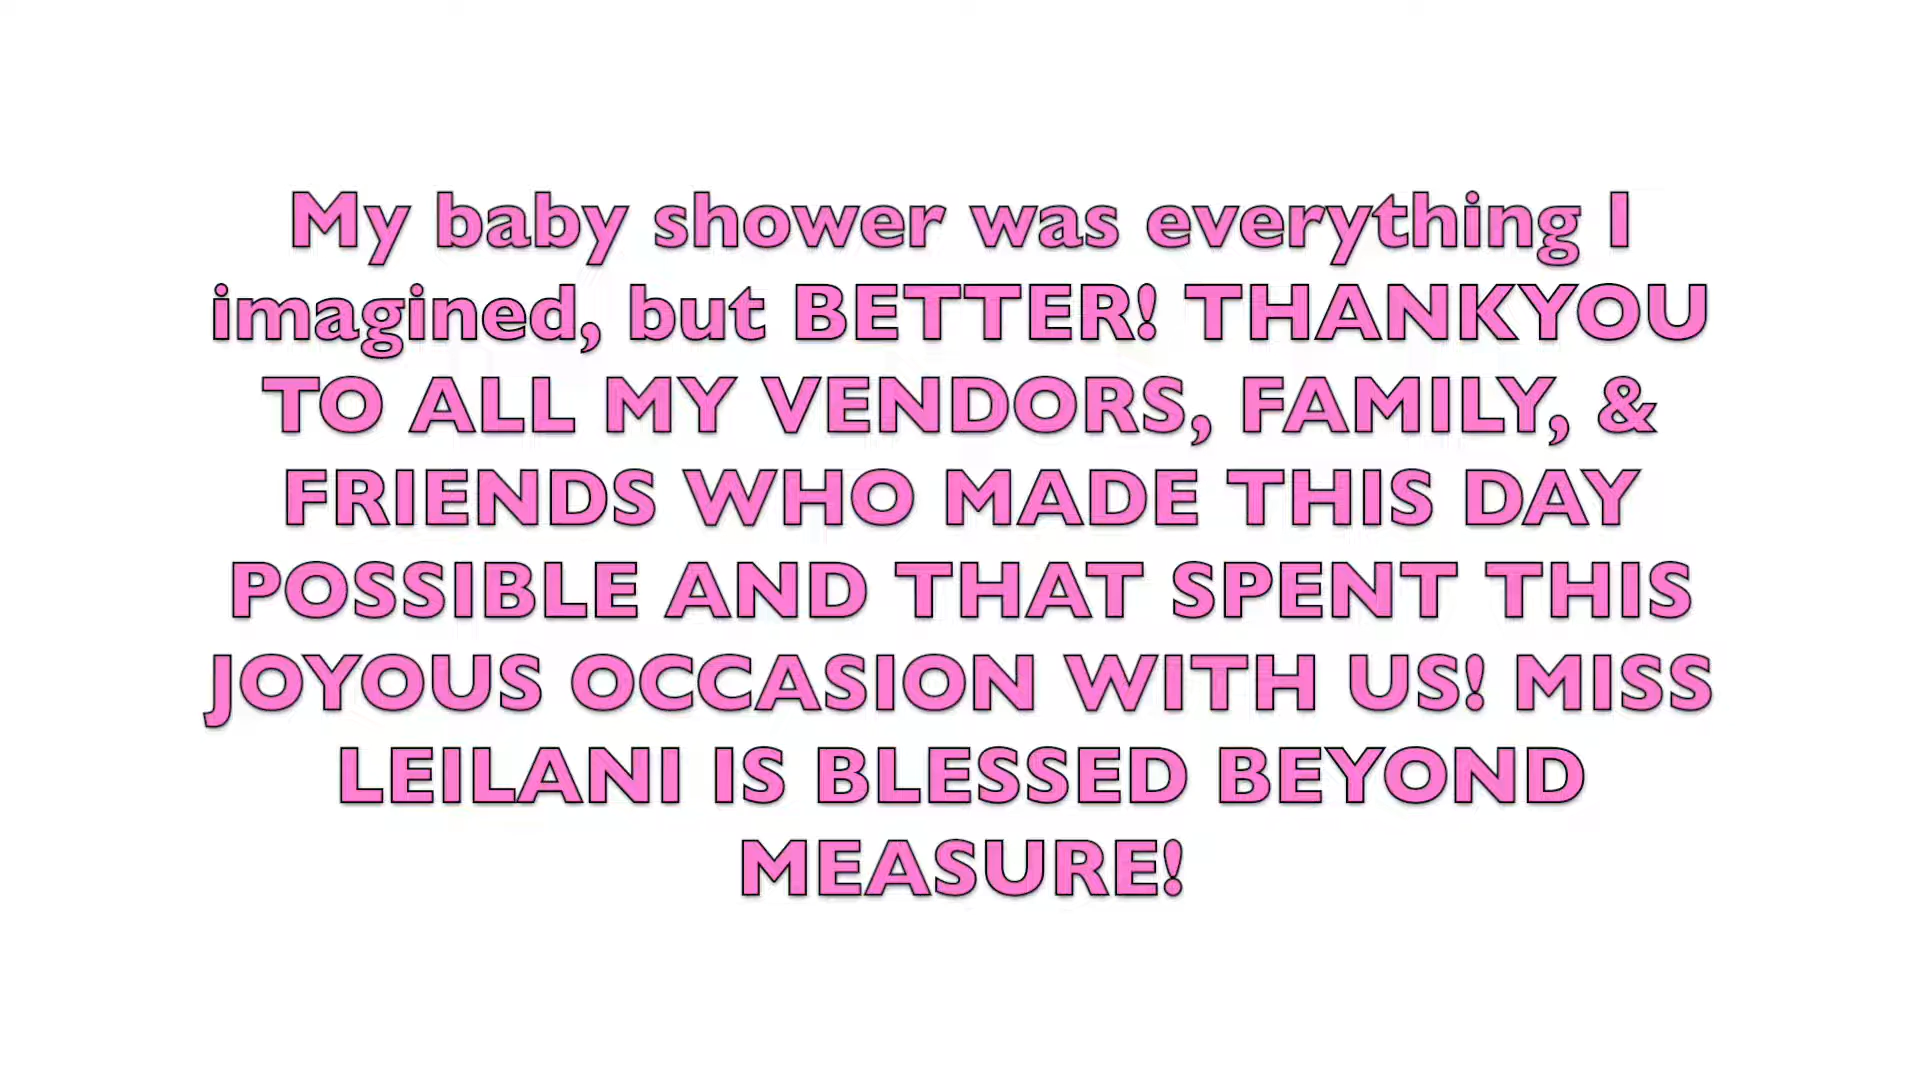 My baby shower was everything I
imagined, but BETTER! THANKYOU
TO ALL MY VENDORS, FAMILY, &
FRIENDS WHO MADE THIS DAY
POSSIBLE AND THAT SPENT THIS
JOYOUS OCCASION WITH US! MISS
LEILANI IS BLESSED BEYOND
MEASURE!